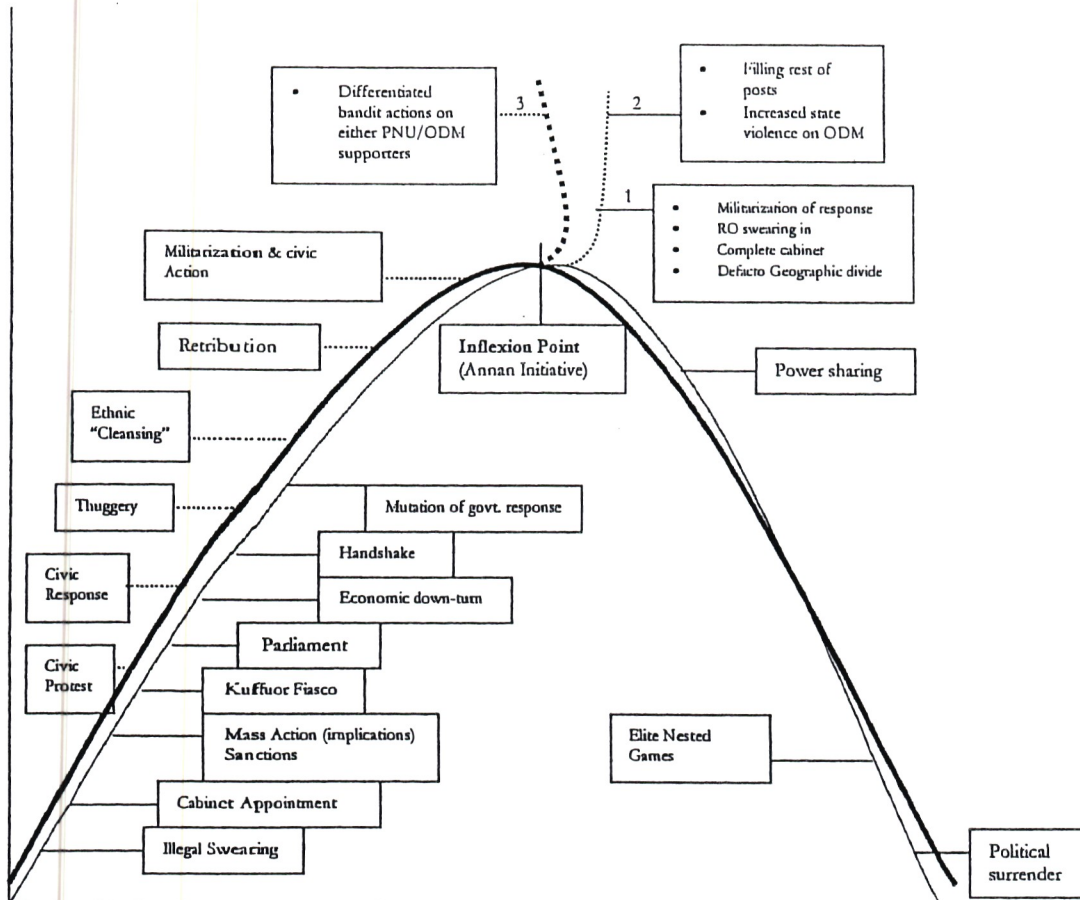 Filling rest of
posts
Increased state
violence on ODM
Differentiated
bandit actions on
either PNU/ODM
supporters
3
2
1
Militarization of response
RO swearing in
Complete cabinet
Defacto Geographic divide
Militarization & civic
Action
Retribution
Inflexion Point
(Annan Initiative)
Power sharing
Ethnic
"Cleansing"
Thuggery
Mutation of govt. response
Handshake
Civic
Response
Economic down-turn
Parliament
Civic
Protest
Kuffuor Fiasco
Mass Action (implications)
Sanctions
Elite Nested
Games
Cabinet Appointment
Illegal Swearing
Political
surrender